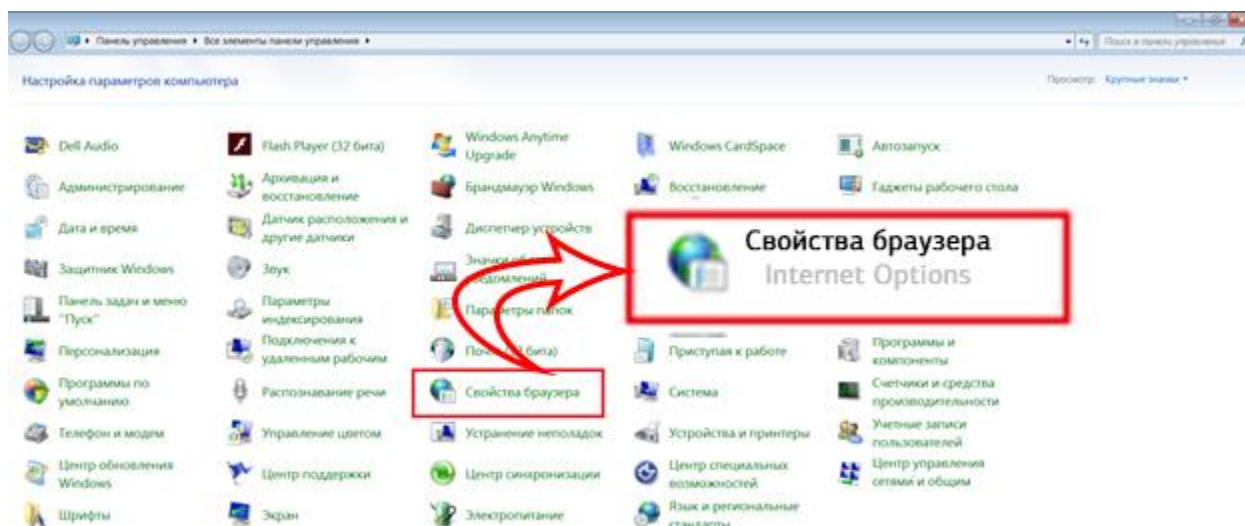 Панель управления
Все элементы панели управления
Поиск в панели управления
Настройка параметров компьютера
Просмотр: Крупные значки
Dell Audio
Flash Player (32 бита)
Windows Anytime
Upgrade
Windows CardSpace
Автозапуск
Администрирование
Архивация и
восстановление
Брандмауэр Windows
Восстановление
Гаджеты рабочего стола
Дата и время
Датчик расположения и
другие датчики
Диспетчер устройств
Свойства браузера
Internet Options
Защитник Windows
Звук
Значки
Панель задач и меню
"Пуск"
Параметры
индексирования
Параметры папок
Персонализация
Подключения к
удаленным рабочим
бита)
Приступая к работе
Программы и
компоненты
Программы по
умолчанию
Распознавание речи
Свойства браузера
Система
Счетчики и средства
производительности
Телефон и модем
Управление цветом
Устранение неполадок
Устройства и принтеры
Учетные записи
пользователей
Центр обновления
Windows
Центр поддержки
Центр синхронизации
Центр специальных
возможностей
Центр управления
сетями и общим
Шрифты
Экран
Электропитание
Язык и региональные
стандарты